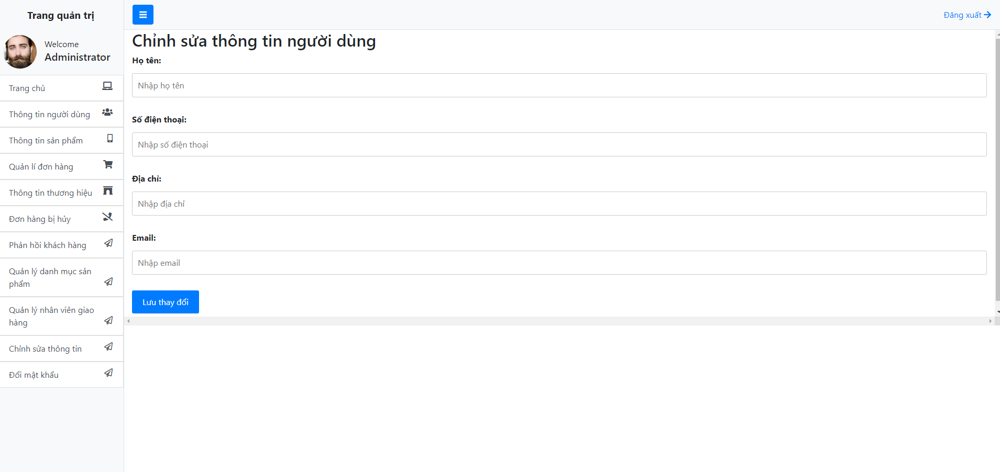 Trang quản trị
Welcome
Administrator
Trang chủ
Thông tin người dùng
Thông tin sản phẩm
Quản lí đơn hàng
Thông tin thương hiệu
Đơn hàng bị hủy
Phản hồi khách hàng
Quản lý danh mục sản
phẩm
Quản lý nhân viên giao
hàng
Chỉnh sửa thông tin
Đổi mật khẩu
Đăng xuất
Chỉnh sửa thông tin người dùng
Họ tên:
Nhập họ tên
Số điện thoại:
Nhập số điện thoại
Địa chỉ:
Nhập địa chỉ
Email:
Nhập email
Lưu thay đổi